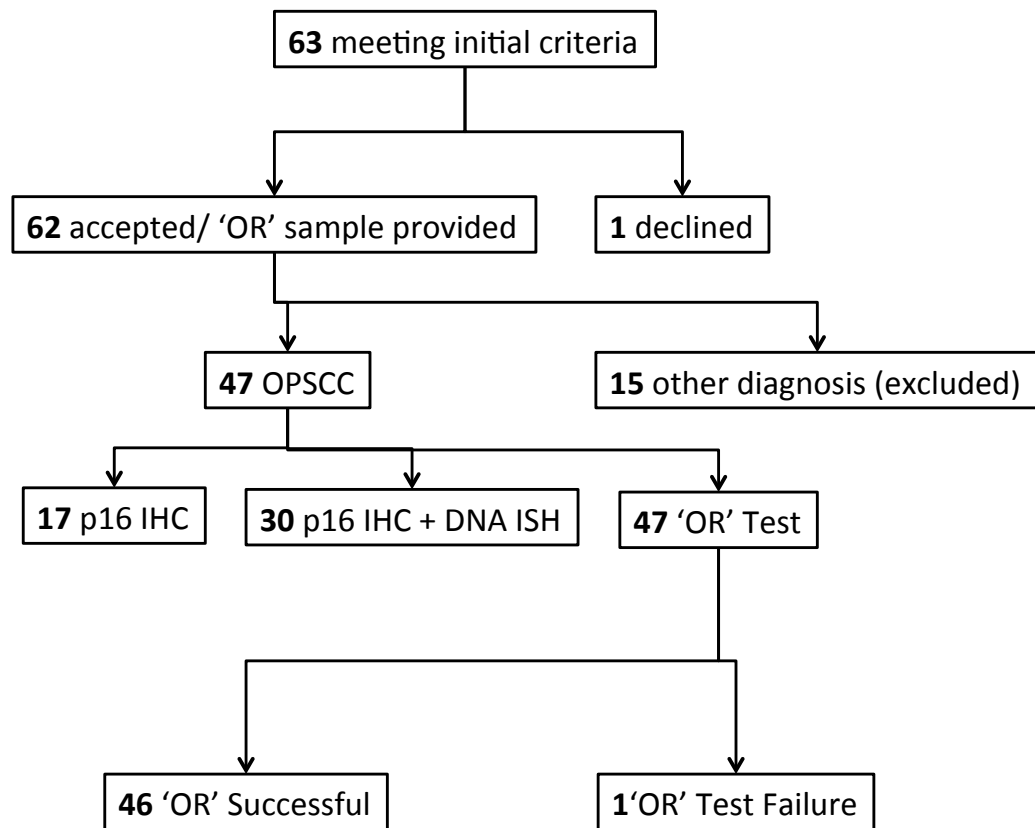 63 meeting initial criteria
62 accepted/ ‘OR’ sample provided
1 declined
47 OPSCC
15 other diagnosis (excluded)
17 p16 IHC
30 p16 IHC + DNA ISH
47 ‘OR’ Test
46 ‘OR’ Successful
1‘OR’ Test Failure